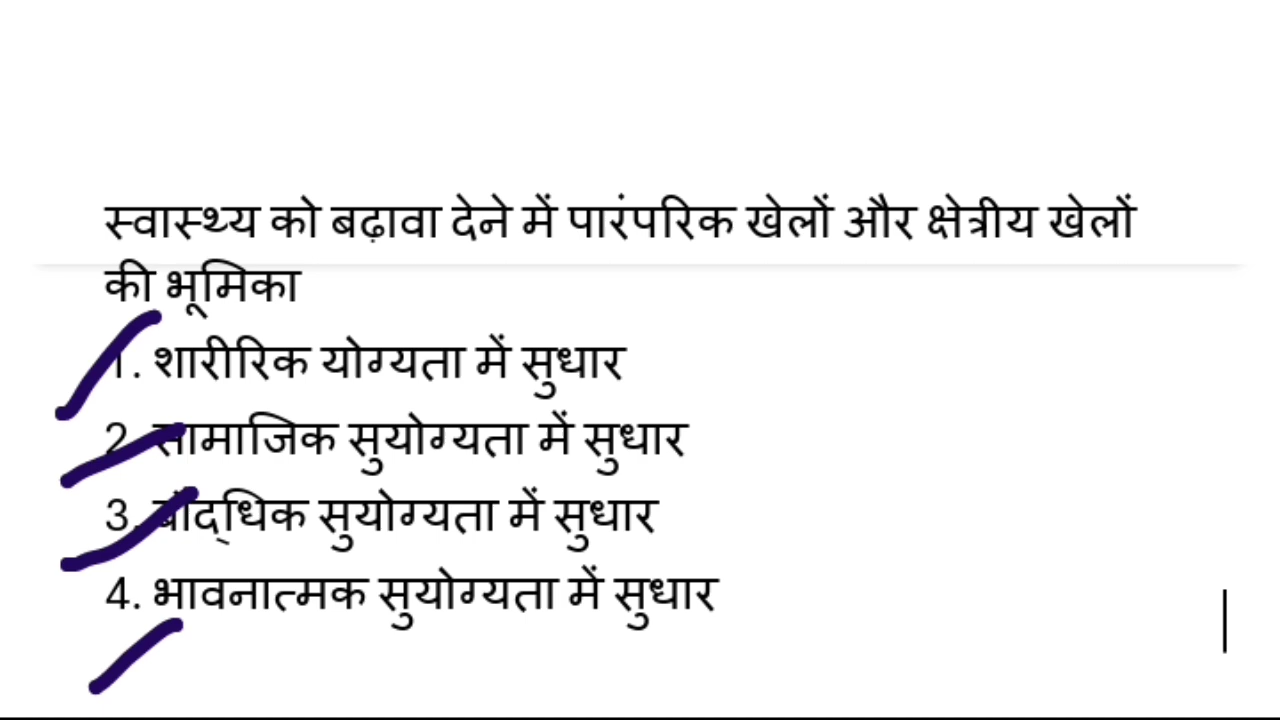 स्वास्थ्य को बढ़ावा देने में पारंपरिक खेलों और क्षेत्रीय खेलों
की भूमिका
1. शारीरिक योग्यता में सुधार
2. सामाजिक सुयोग्यता में सुधार
3. बौद्धिक सुयोग्यता में सुधार
4. भावनात्मक सुयोग्यता में सुधार